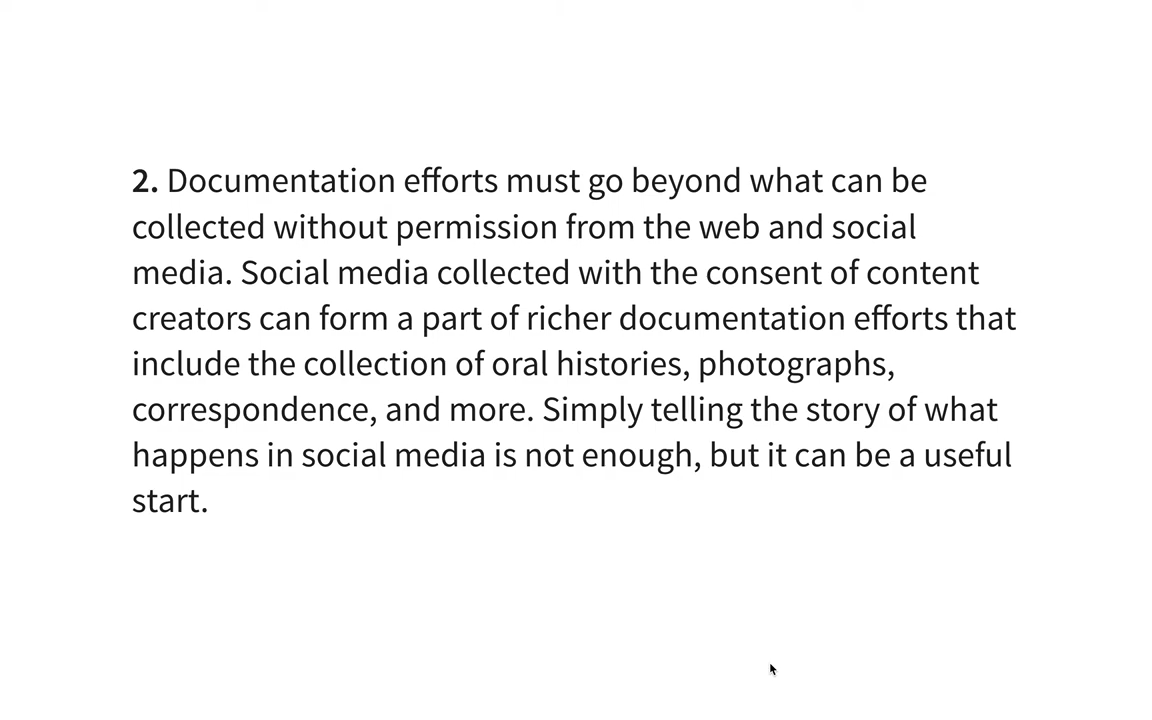 2. Documentation efforts must go beyond what can be
collected without permission from the web and social
media. Social media collected with the consent of content
creators can form a part of richer documentation efforts that
include the collection of oral histories, photographs,
correspondence, and more. Simply telling the story of what
happens in social media is not enough, but it can be a useful
start.